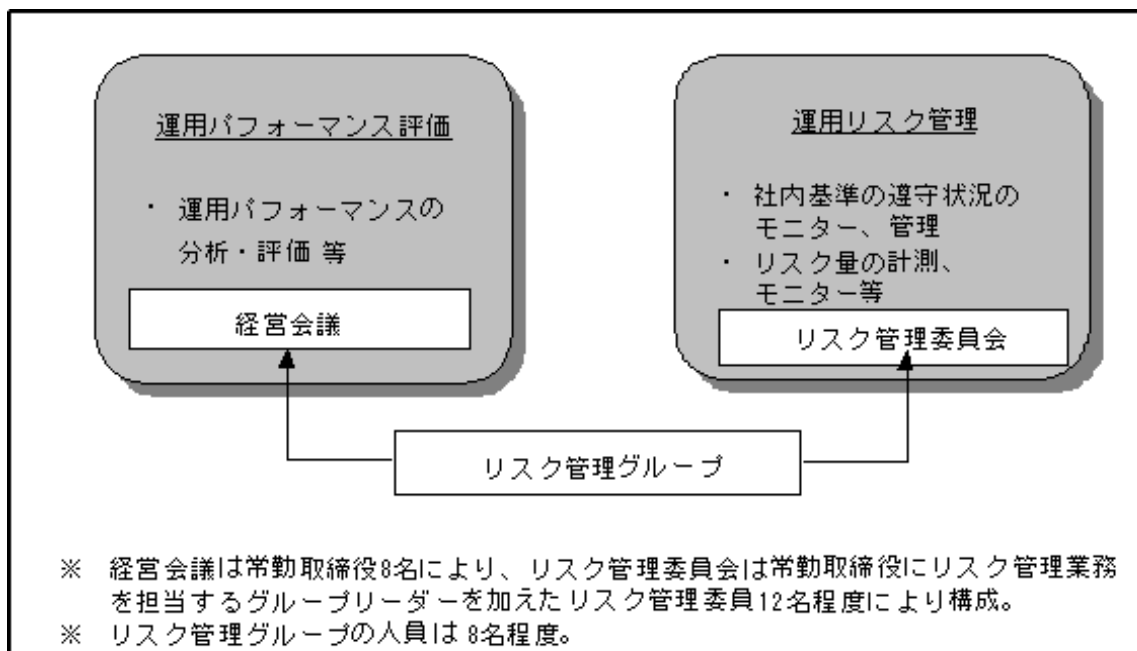 運用パフォーマンス評価
・ 運用パフォーマンスの
分析・評価 等
経営会議
運用リスク管理
・ 社内基準の遵守状況の
モニター、管理
・ リスク量の計測、
モニター等
リスク管理委員会
リスク管理グループ
※ 経営会議は常勤取締役8名により、リスク管理委員会は常勤取締役にリスク管理業務
を担当するグループリーダーを加えたリスク管理委員12名程度により構成。
※ リスク管理グループの人員は8名程度。